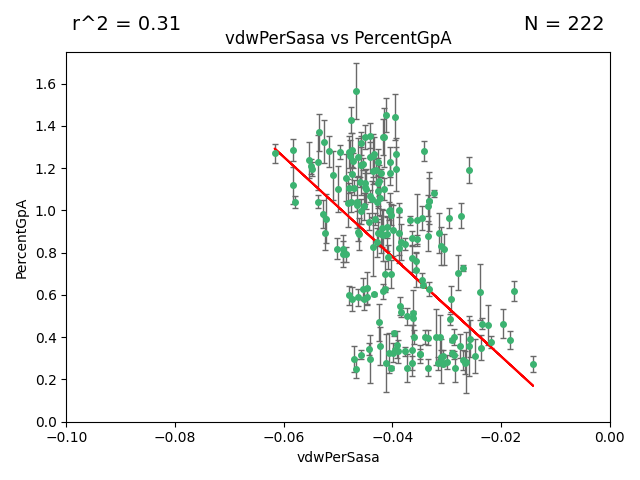 r^2 = 0.31 N = 222
vdwPerSasa vs PercentGpA
PercentGpA
1.6
1.4
1.2
1.0
0.8
0.6
0.4
0.2
0.0
−0.10 −0.08 −0.06 −0.04 −0.02 0.00
vdwPerSasa